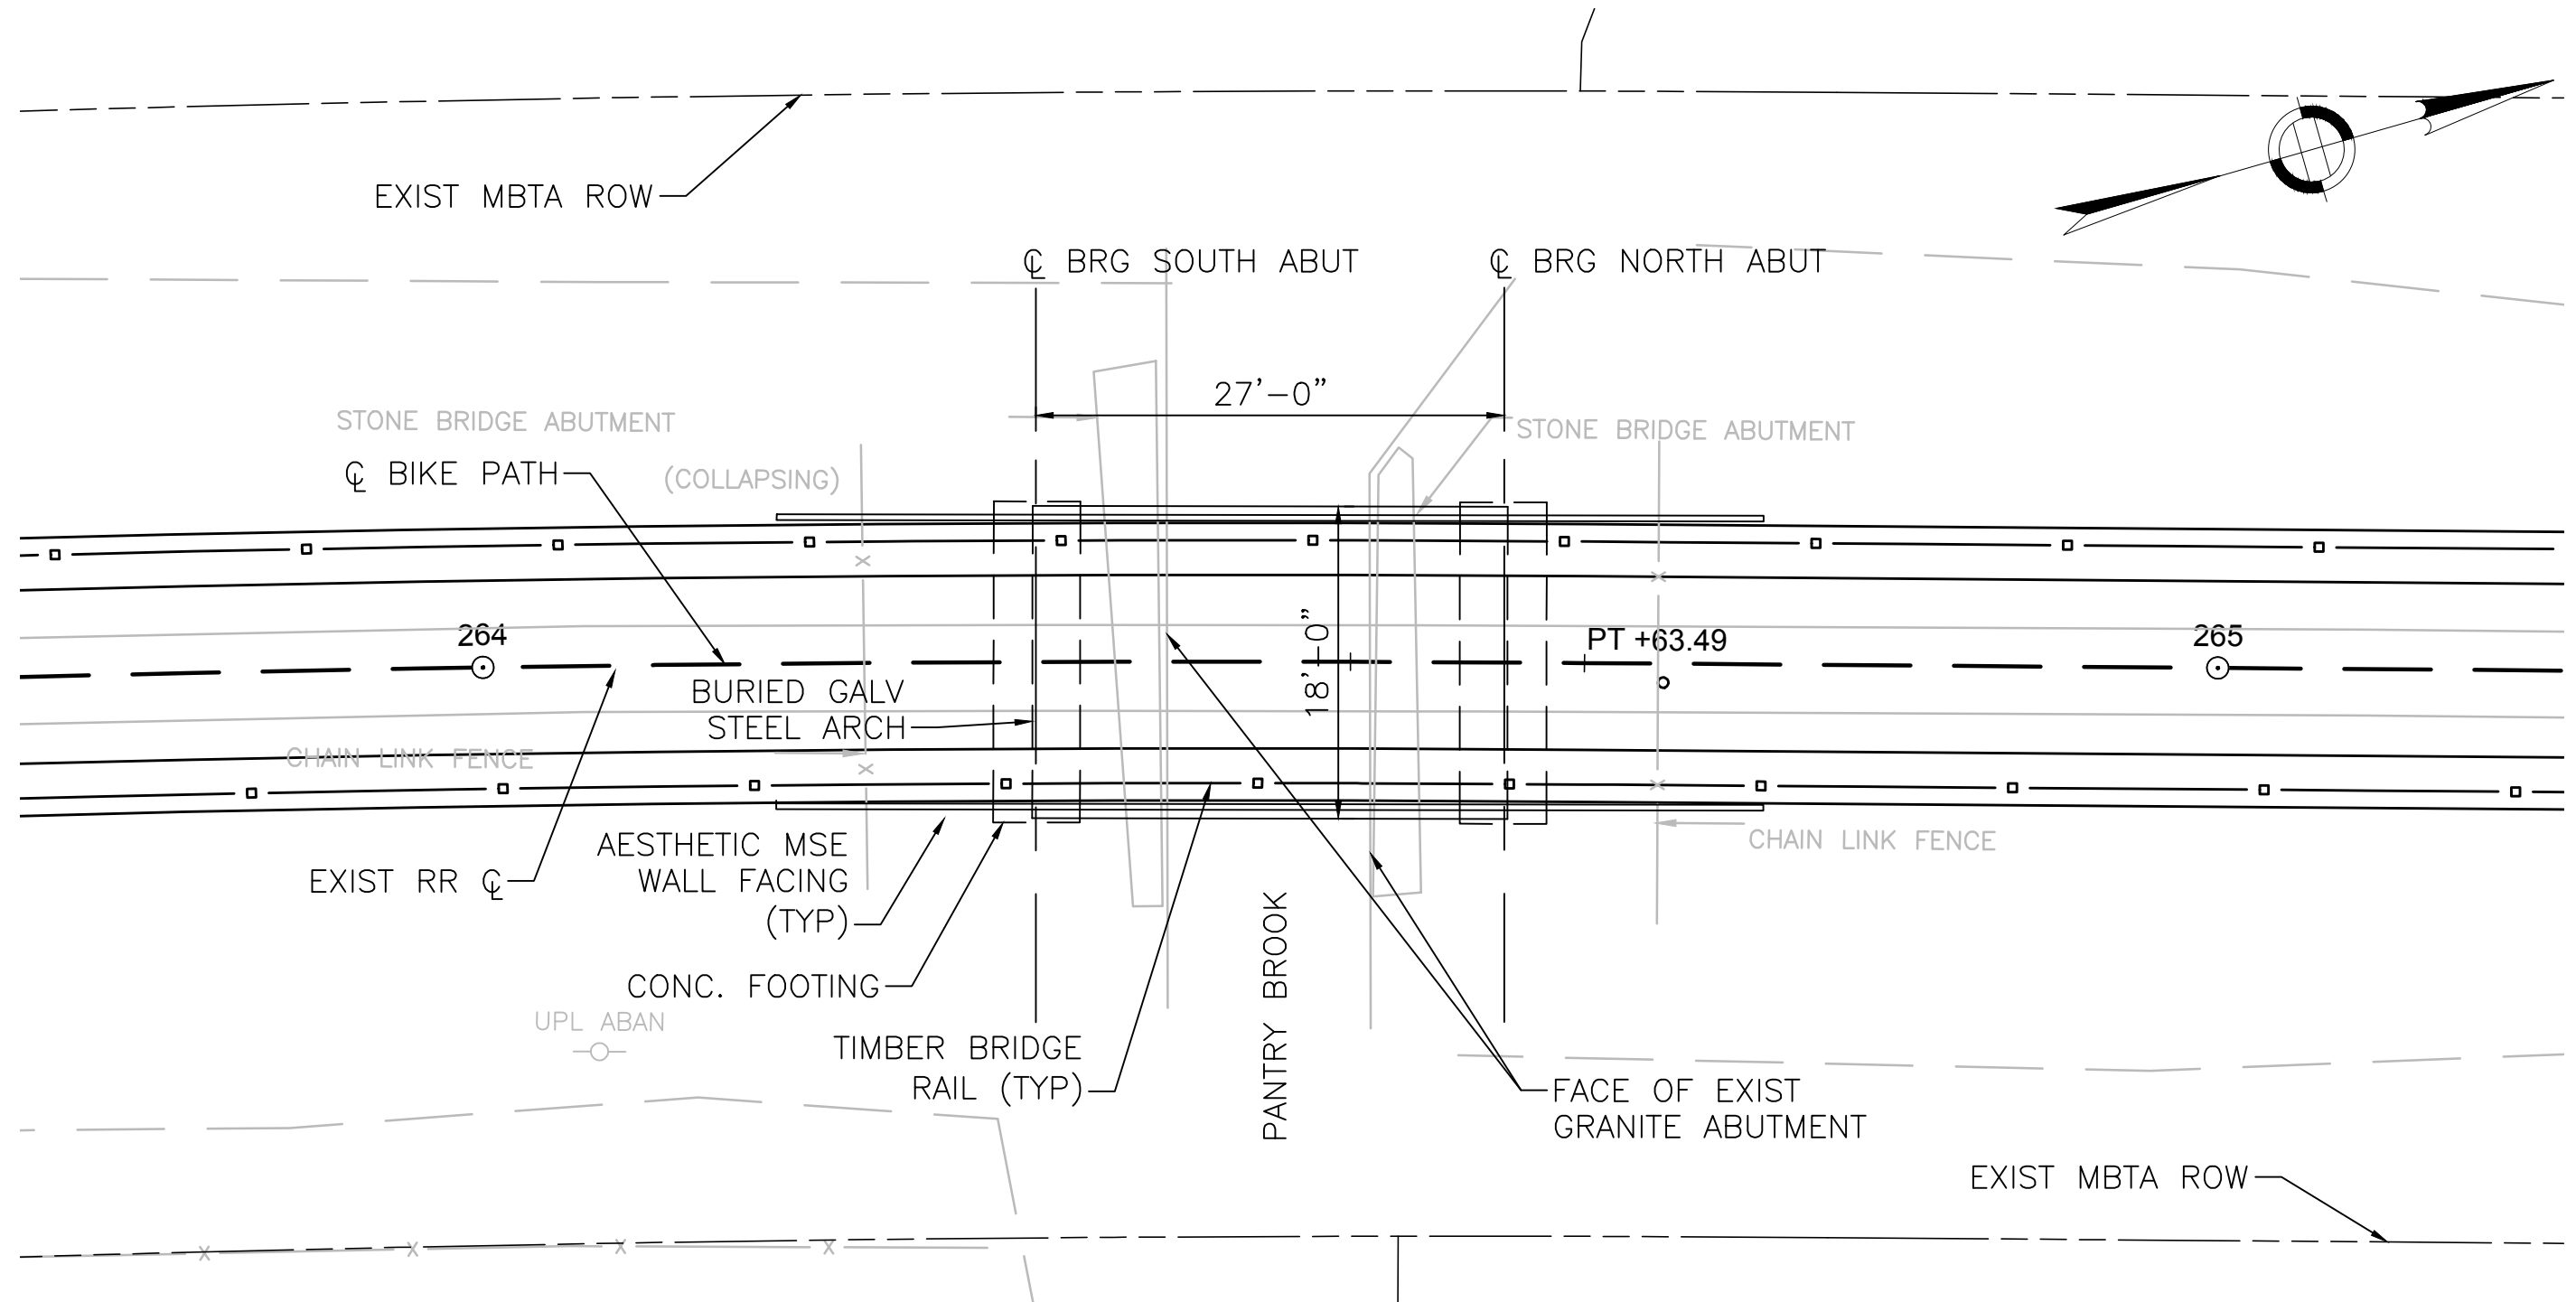 EXIST MBTA ROW
℄ BRG SOUTH ABUT
℄ BRG NORTH ABUT
27'-0"
STONE BRIDGE ABUTMENT
(COLLAPSING)
STONE BRIDGE ABUTMENT
℄ BIKE PATH
264
18'-0"
PT +63.49
265
BURIED GALV
STEEL ARCH
CHAIN LINK FENCE
AESTHETIC MSE
WALL FACING
(TYP)
CHAIN LINK FENCE
EXIST RR ℄
CONC. FOOTING
PANTRY BROOK
UPL ABAN
TIMBER BRIDGE
RAIL (TYP)
FACE OF EXIST
GRANITE ABUTMENT
EXIST MBTA ROW